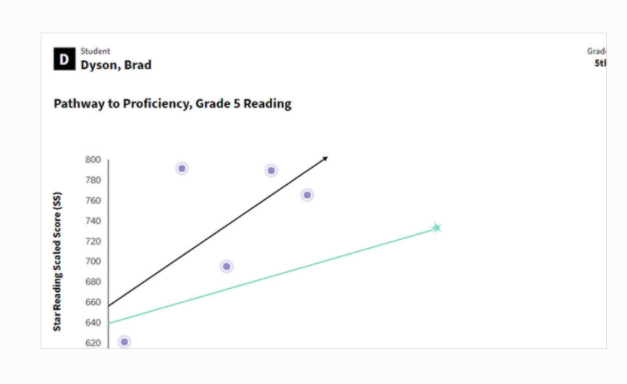 D
Student
Dyson, Brad
Pathway to Proficiency, Grade 5 Reading
Star Reading Scaled Score (SS)
800
780
760
740
720
700
680
660
640
620